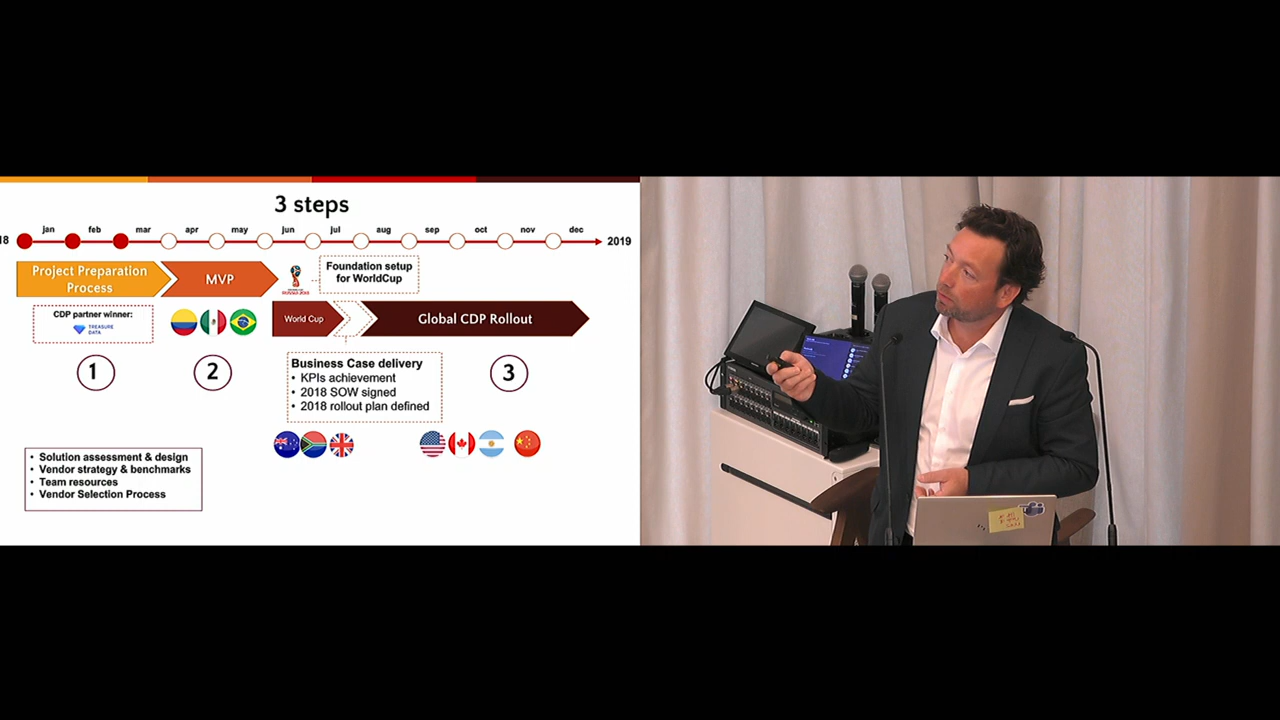 3 steps
18 jan feb mar apr may jun jul aug sep oct nov dec 2019
Project Preparation
Process
MVP
Foundation setup
for WorldCup
CDP partner winner:
TREASURE
DATA
World Cup
Global CDP Rollout
1
2
3
Business Case delivery
• KPIs achievement
• 2018 SOW signed
• 2018 rollout plan defined
• Solution assessment & design
• Vendor strategy & benchmarks
• Team resources
• Vendor Selection Process